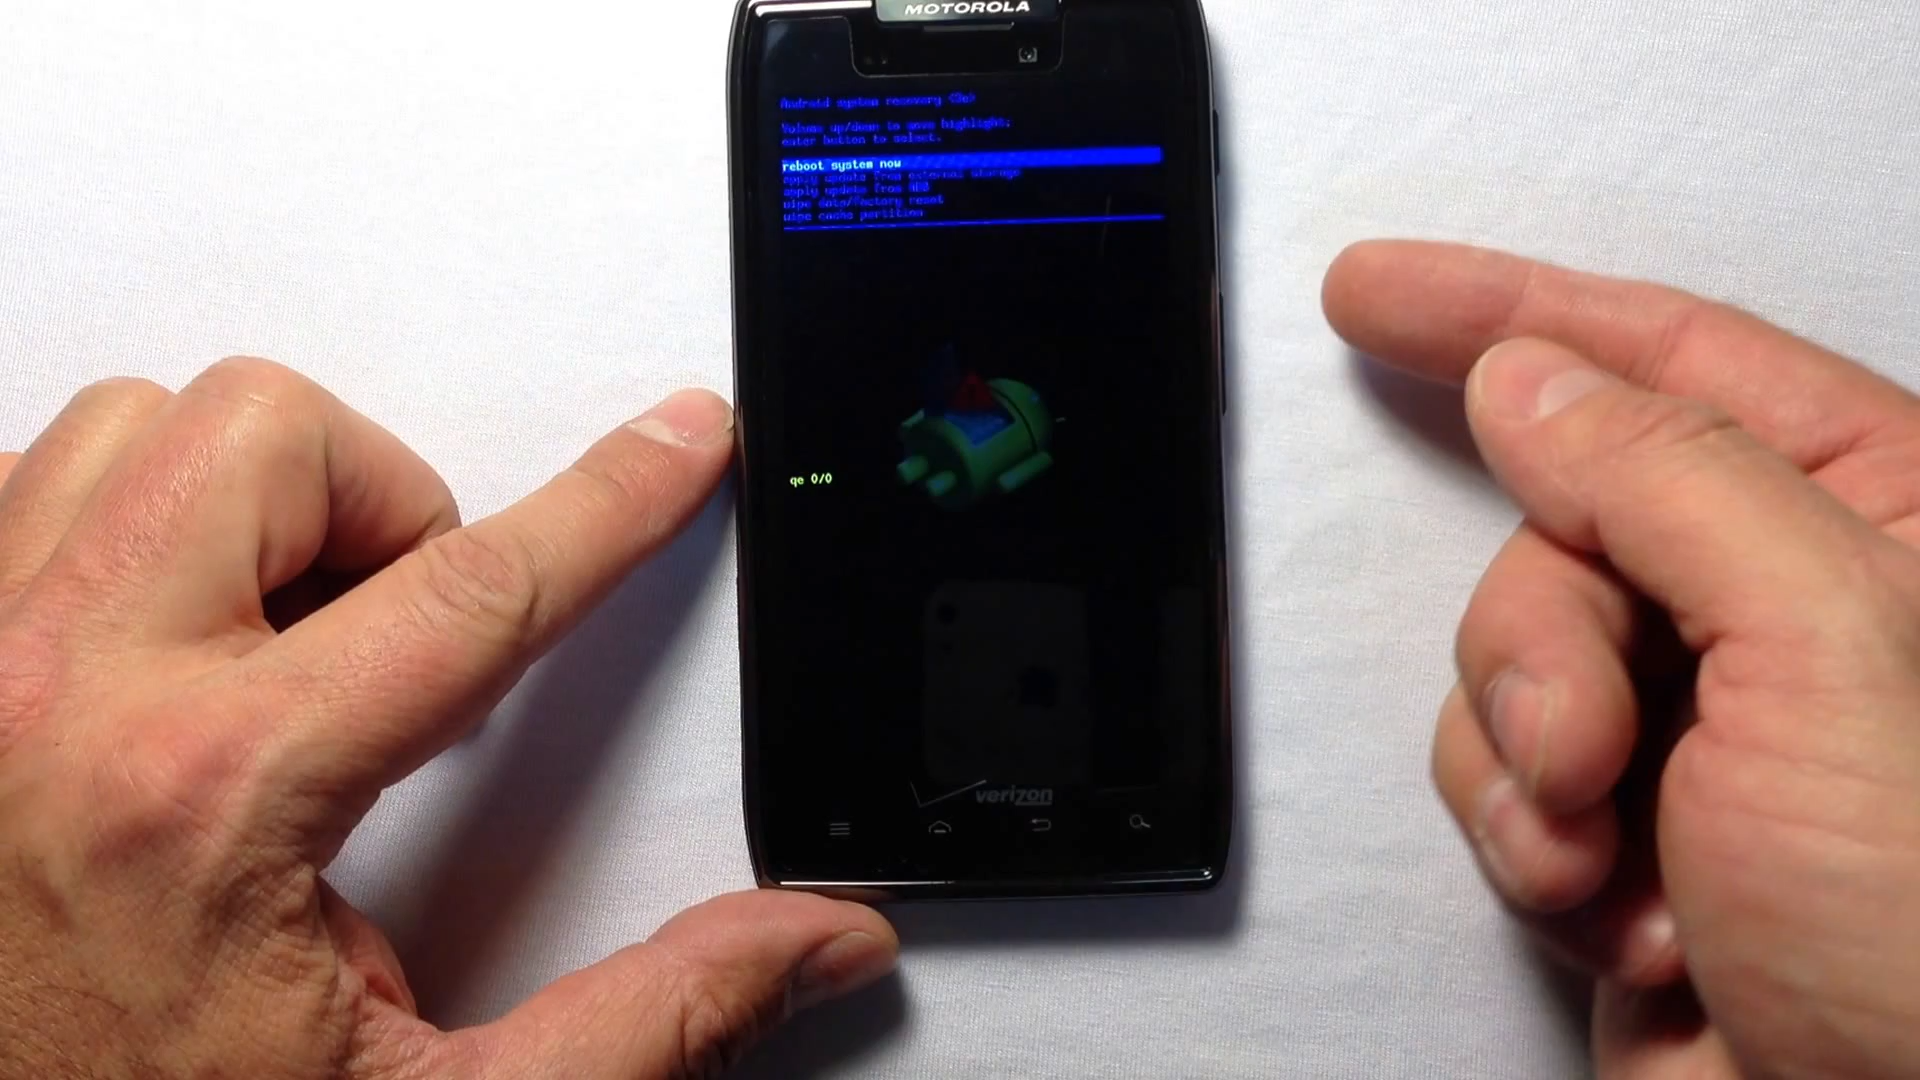 MOTOROLA
Android system recovery <3e>
Volume up/down to move highlight;
enter button to select.
reboot system now
apply update from external storage
apply update from ADB
wipe data/factory reset
wipe cache partition
qe 0/0
verizon